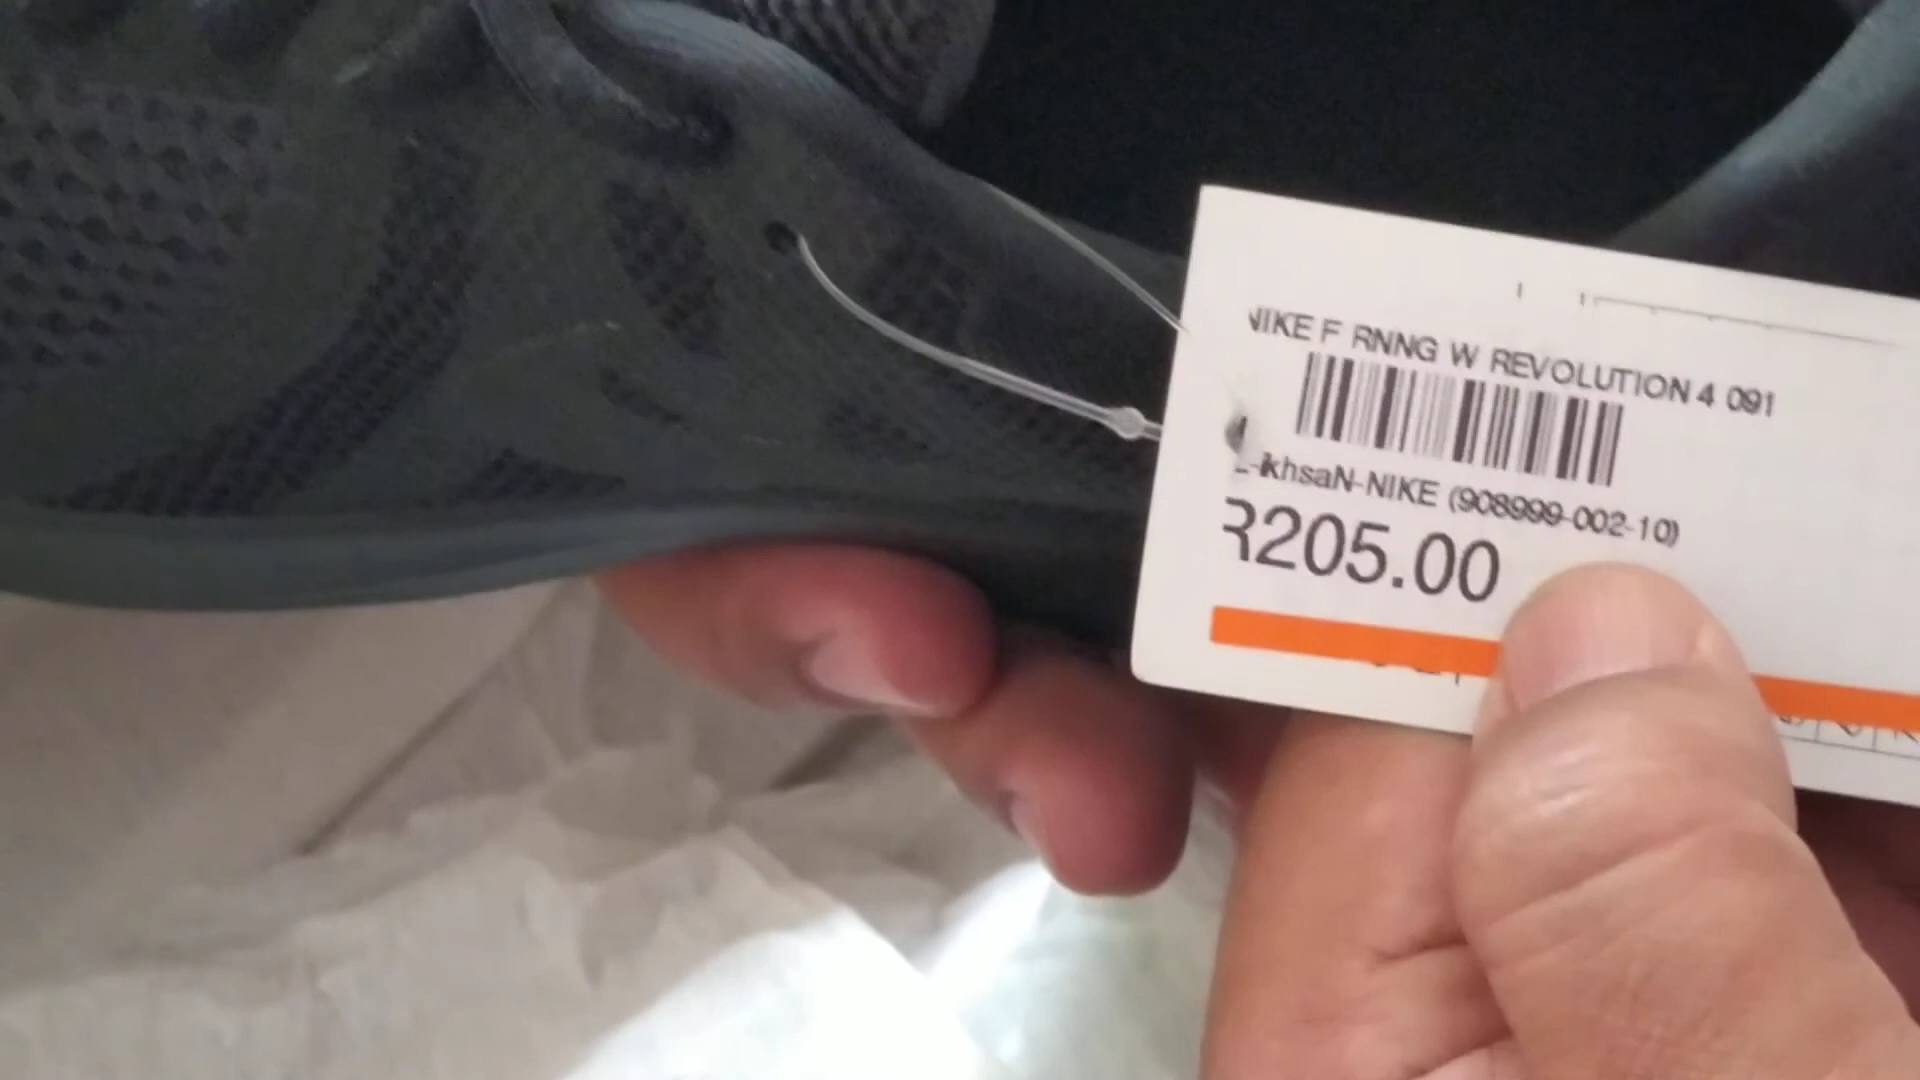 NIKE F RNNG W REVOLUTION 4 091
-ikhsaN-NIKE (908999-002-10)
R205.00